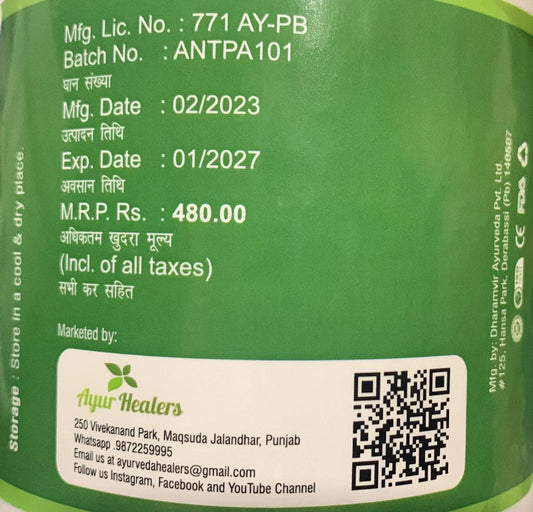 Mfg. Lic. No. : 771 AY-PB
Batch No. : ANTPA101
घान संख्या
Mfg. Date : 02/2023
उत्पादन तिथि
Exp. Date : 01/2027
अवसान तिथि
M.R.P. Rs. : 480.00
अधिकतम खुदरा मूल्य
(Incl. of all taxes)
सभी कर सहित
Marketed by:
Ayur Healers
250 Vivekanand Park, Maqsuda Jalandhar, Punjab
Whatsapp .9872259995
Email us at ayurvedahealers@gmail.com
Follow us Instagram, Facebook and YouTube Channel
Storage : Store in a cool & dry place.
Mfg. by: Dharamvir Ayurveda Pvt. Ltd.
#125, Hansa Park, Derabassi (Pb) 140507
CE FDA